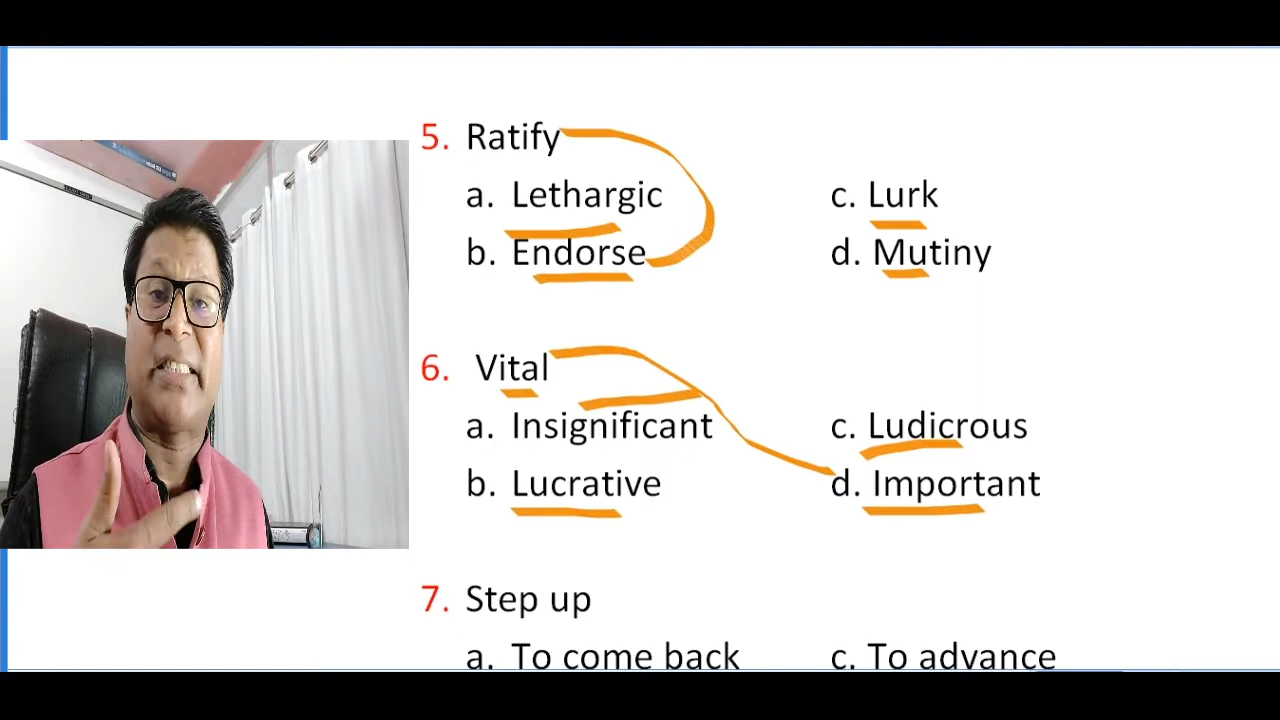 5. Ratify
a. Lethargic c. Lurk
b. Endorse d. Mutiny
6. Vital
a. Insignificant c. Ludicrous
b. Lucrative d. Important
7. Step up
a. To come back c. To advance